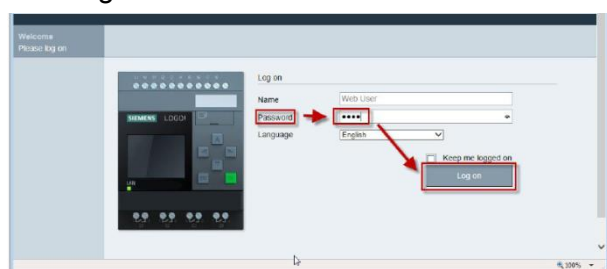 Welcome
Please log on
Log on
Name Web User
Password ••••
Language English
Keep me logged on
Log on
SIEMENS LOGO!
100%